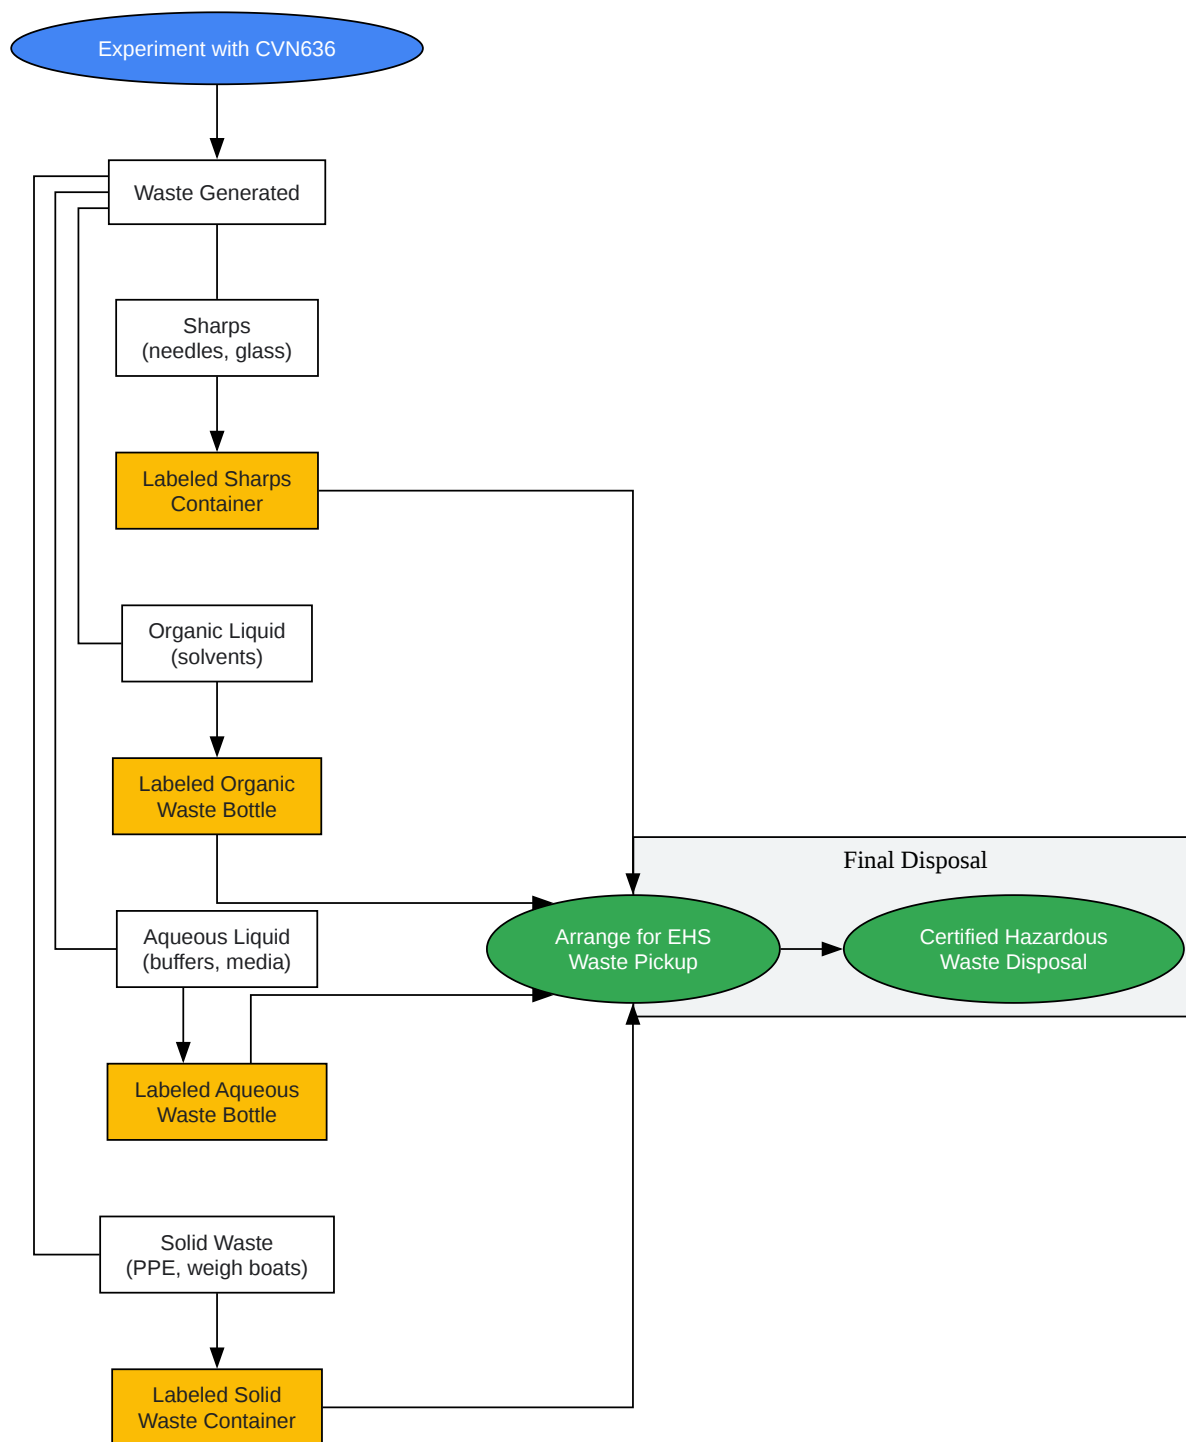 Experiment with CVN636
Waste Generated
Sharps
(needles, glass)
Labeled Sharps
Container
Organic Liquid
(solvents)
Labeled Organic
Waste Bottle
Final Disposal
Aqueous Liquid
(buffers, media)
Arrange for EHS
Waste Pickup
Certified Hazardous
Waste Disposal
Labeled Aqueous
Waste Bottle
Solid Waste
(PPE, weigh boats)
Labeled Solid
Waste Container